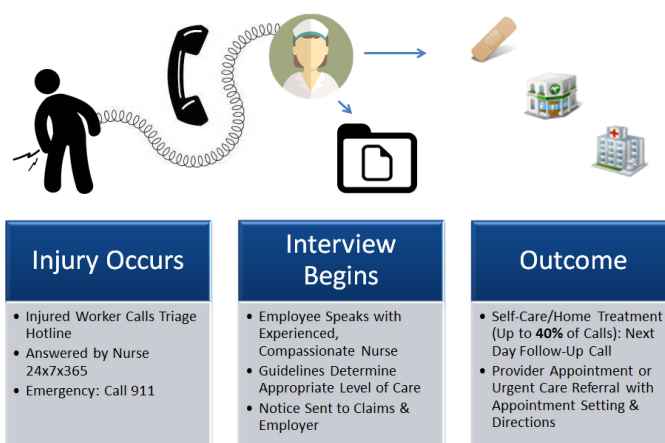 Injury Occurs
• Injured Worker Calls Triage
Hotline
• Answered by Nurse
24x7x365
• Emergency: Call 911
Interview
Begins
• Employee Speaks with
Experienced,
Compassionate Nurse
• Guidelines Determine
Appropriate Level of Care
• Notice Sent to Claims &
Employer
Outcome
• Self-Care/Home Treatment
(Up to 40% of Calls): Next
Day Follow-Up Call
• Provider Appointment or
Urgent Care Referral with
Appointment Setting &
Directions